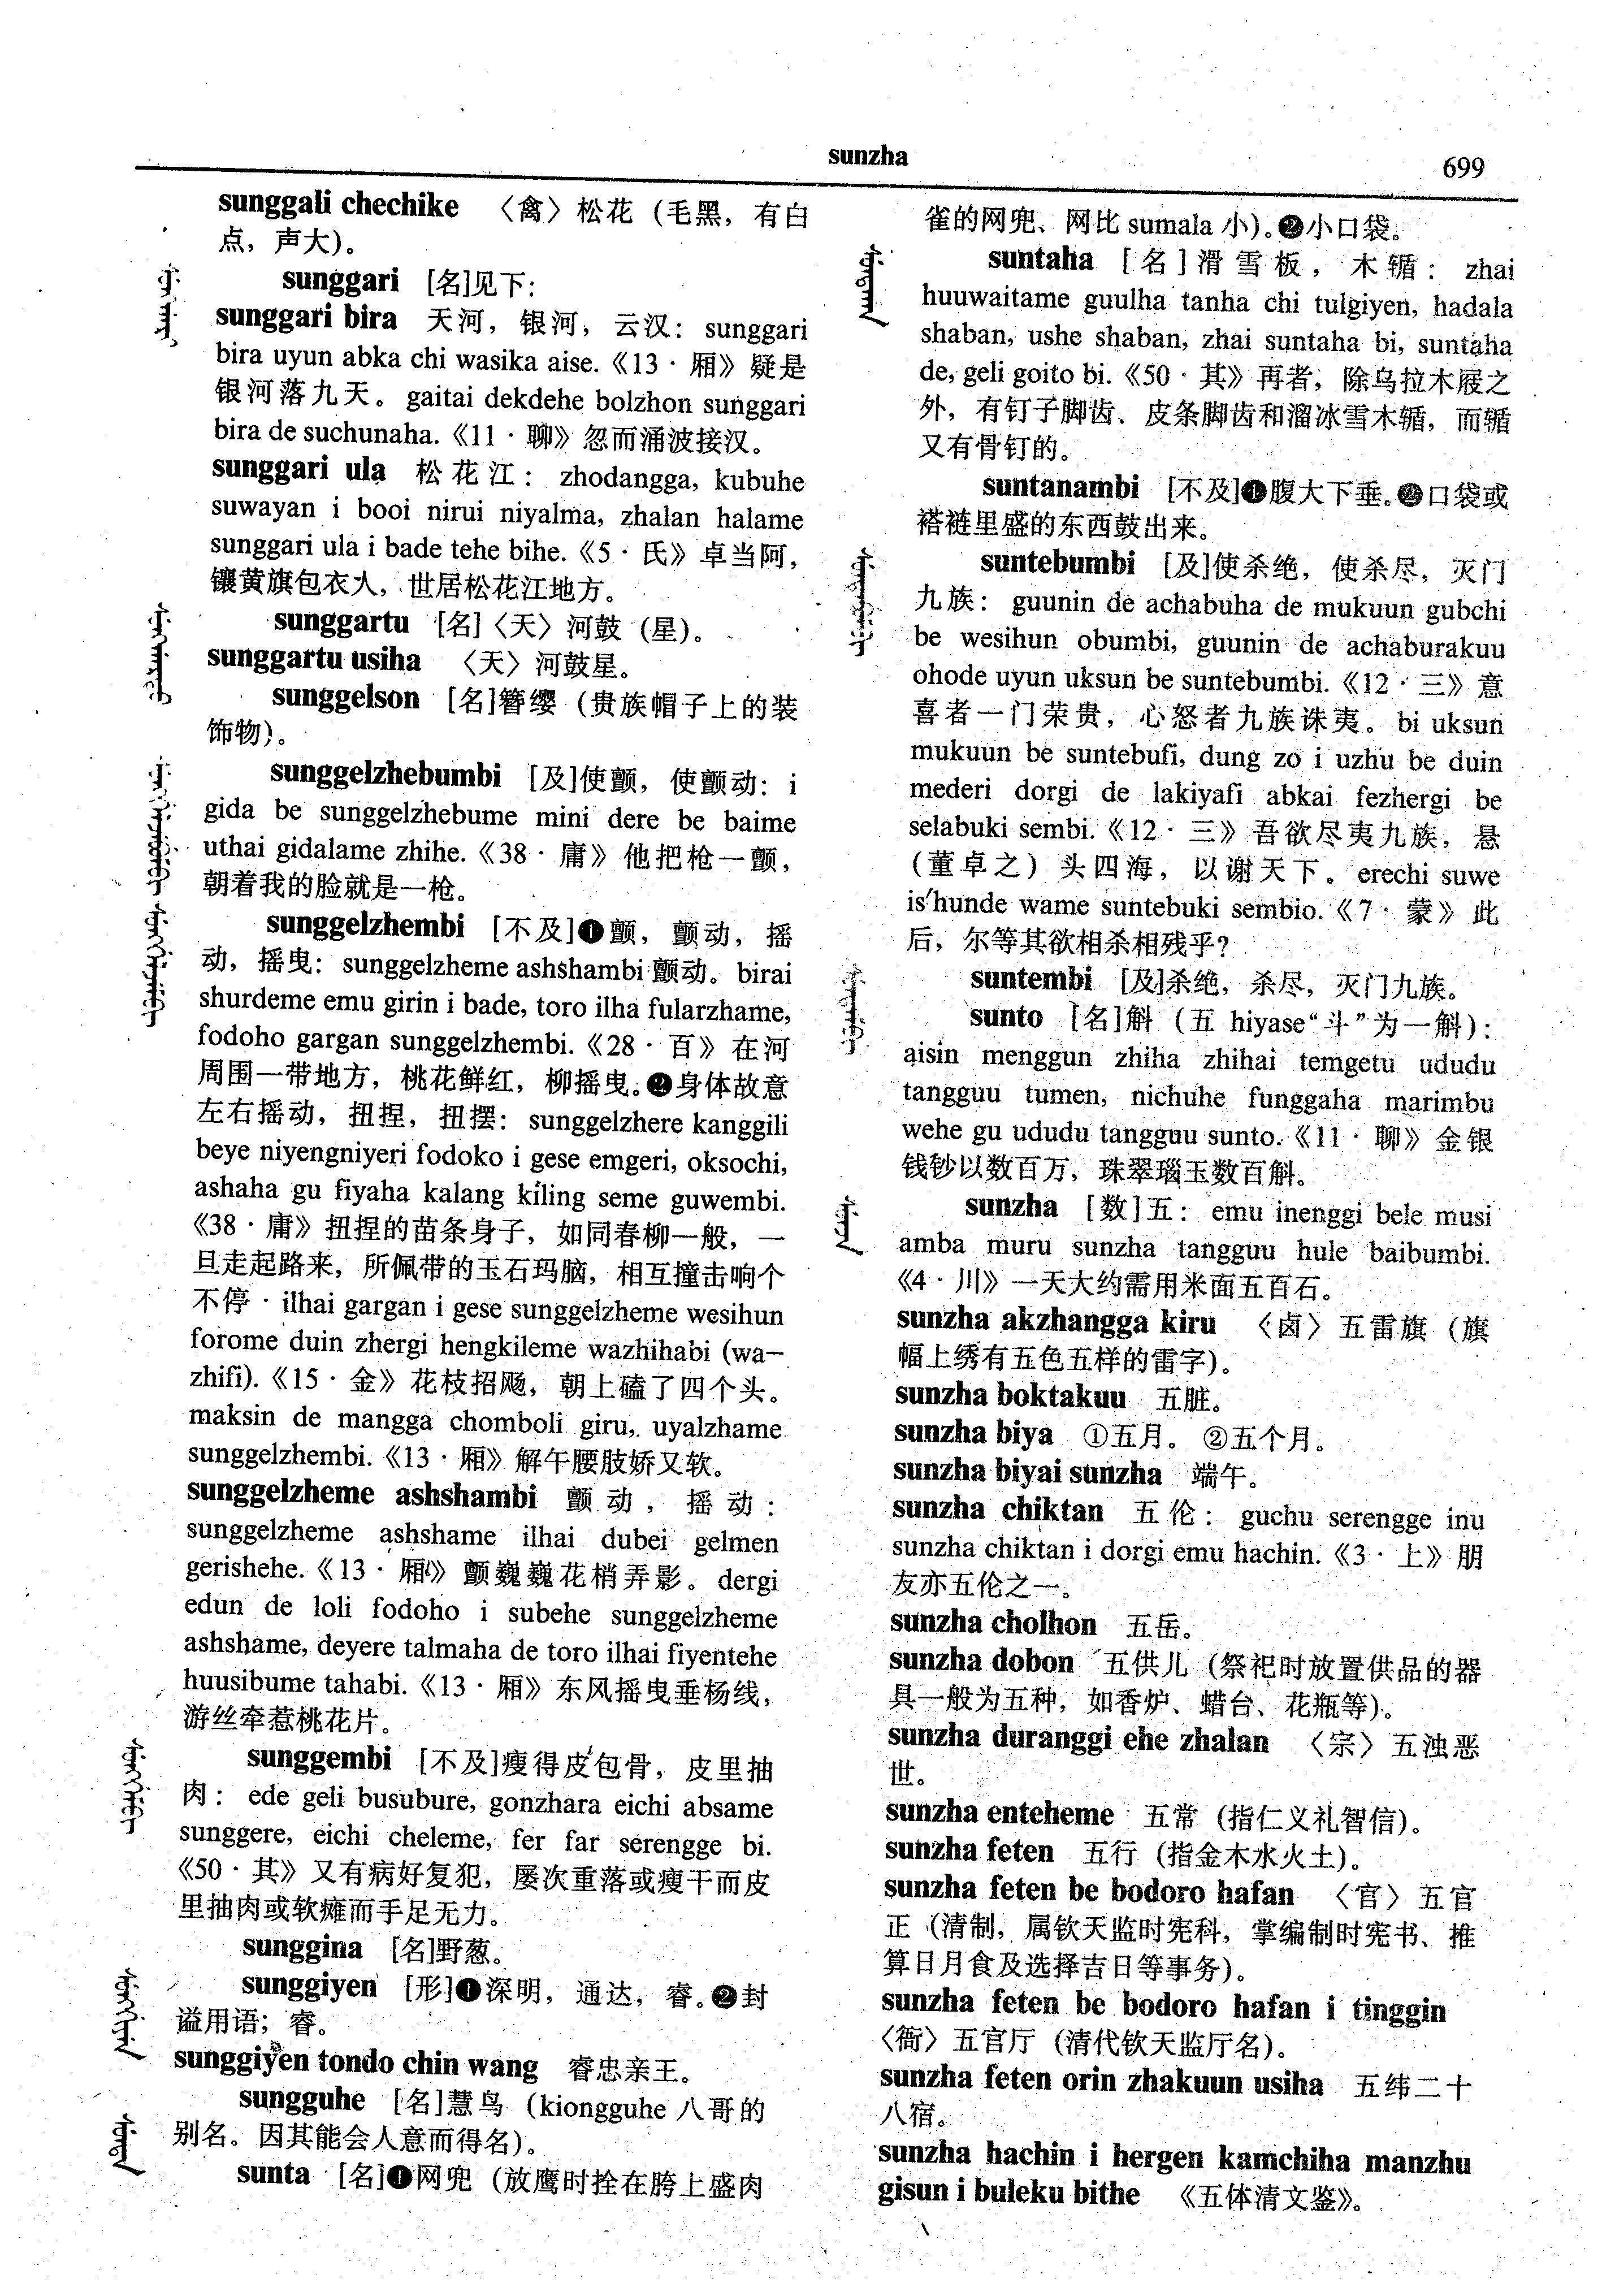 sunzha
699
sunggali chechike 〈禽〉松花（毛黑，有白
点，声大）。
sunggari ［名］见下：
sunggari bira 天河，银河，云汉：sunggari
bira uyun abka chi wasika aise.《13·厢》疑是
银河落九天。gaitai dekdehe bolzhon sunggari
bira de suchunaha.《11·聊》忽而涌波接汉。
sunggari ula 松花江：zhodangga, kubuhe
suwayan i booi nirui niyalma, zhalan halame
sunggari ula i bade tehe bihe.《5·氏》卓当阿，
镶黄旗包衣人，世居松花江地方。
sunggartu ［名］〈天〉河鼓（星）。
sunggartu usiha 〈天〉河鼓星。
sunggelson ［名］簪缨（贵族帽子上的装
饰物）。
sunggelzhebumbi ［及］使颤，使颤动：i
gida be sunggelzhebume mini dere be baime
uthai gidalame zhihe.《38·庸》他把枪一颤，
朝着我的脸就是一枪。
sunggelzhembi ［不及］❶颤，颤动，摇
动，摇曳：sunggelzheme ashshambi 颤动。birai
shurdeme emu girin i bade, toro ilha fularzhame,
fodoho gargan sunggelzhembi.《28·百》在河
周围一带地方，桃花鲜红，柳摇曳。❷身体故意
左右摇动，扭捏，扭摆：sunggelzhere kanggili
beye niyengniyeri fodoko i gese emgeri, oksochi,
ashaha gu fiyaha kalang kiling seme guwembi.
《38·庸》扭捏的苗条身子，如同春柳一般，一
旦走起路来，所佩带的玉石玛脑，相互撞击响个
不停·ilhai gargan i gese sunggelzheme wesihun
forome duin zhergi hengkileme wazhihabi (wa-
zhifi).《15·金》花枝招飏，朝上磕了四个头。
maksin de mangga chomboli giru, uyalzhame
sunggelzhembi.《13·厢》解午腰肢娇又软。
sunggelzheme ashshambi 颤动，摇动：
sunggelzheme ashshame ilhai dubei gelmen
gerishehe.《13·厢》颤巍巍花梢弄影。dergi
edun de loli fodoho i subehe sunggelzheme
ashshame, deyere talmaha de toro ilhai fiyentehe
huusibume tahabi.《13·厢》东风摇曳垂杨线，
游丝牵惹桃花片。
sunggembi ［不及］瘦得皮包骨，皮里抽
肉：ede geli busubure, gonzhara eichi absame
sunggere, eichi cheleme, fer far serengge bi.
《50·其》又有病好复犯，屡次重落或瘦干而皮
里抽肉或软瘫而手足无力。
sunggina ［名］野葱。
sunggiyen ［形］❶深明，通达，睿。❷封
谥用语；睿。
sunggiyen tondo chin wang 睿忠亲王。
sungguhe ［名］慧鸟（kiongguhe 八哥的
别名。因其能会人意而得名）。
sunta ［名］❶网兜（放鹰时拴在胯上盛肉
雀的网兜、网比 sumala 小）。❷小口袋。
suntaha ［名］滑雪板，木䢺：zhai
huuwaitame guulha tanha chi tulgiyen, hadala
shaban, ushe shaban, zhai suntaha bi, suntaha
de, geli goito bi.《50·其》再者，除乌拉木屐之
外，有钉子脚齿、皮条脚齿和溜冰雪木，而
又有骨钉的。
suntanambi ［不及］❶腹大下垂。❷口袋或
褡裢里盛的东西鼓出来。
suntebumbi ［及］使杀绝，使杀尽，灭门
九族：guunin de achabuha de mukuun gubchi
be wesihun obumbi, guunin de achaburakuu
ohode uyun uksun be suntebumbi.《12·三》意
喜者一门荣贵，心怒者九族诛夷。bi uksun
mukuun be suntebufi, dung zo i uzhu be duin
mederi dorgi de lakiyafi abkai fezhergi be
selabuki sembi.《12·三》吾欲尽夷九族，悬
（董卓之）头四海，以谢天下。erechi suwe
is'hunde wame suntebuki sembio.《7·蒙》此
后，尔等其欲相杀相残乎？
suntembi ［及］杀绝，杀尽，灭门九族。
sunto ［名］斛（五 hiyase“斗”为一斛）：
aisin menggun zhiha zhihai temgetu ududu
tangguu tumen, nichuhe funggaha marimbu
wehe gu ududu tangguu sunto.《11·聊》金银
钱钞以数百万，珠翠瑙玉数百斛。
sunzha ［数］五：emu inenggi bele musi
amba muru sunzha tangguu hule baibumbi.
《4·川》一天大约需用米面五百石。
sunzha akzhangga kiru 〈卤〉五雷旗（旗
幅上绣有五色五样的雷字）。
sunzha boktakuu 五脏。
sunzha biya ①五月。②五个月。
sunzha biyai sunzha 端午。
sunzha chiktan 五伦：guchu serengge inu
sunzha chiktan i dorgi emu hachin.《3·上》朋
友亦五伦之一。
sunzha cholhon 五岳。
sunzha dobon 五供儿（祭祀时放置供品的器
具一般为五种，如香炉、蜡台、花瓶等）。
sunzha duranggi ehe zhalan 〈宗〉五浊恶
世。
sunzha enteheme 五常（指仁义礼智信）。
sunzha feten 五行（指金木水火土）。
sunzha feten be bodoro hafan 〈官〉五官
正（清制，属钦天监时宪科，掌编制时宪书、推
算日月食及选择吉日等事务）。
sunzha feten be bodoro hafan i tinggin
〈衙〉五官厅（清代钦天监厅名）。
sunzha feten orin zhakuun usiha 五纬二十
八宿。
sunzha hachin i hergen kamchiha manzhu
gisun i buleku bithe 《五体清文鉴》。